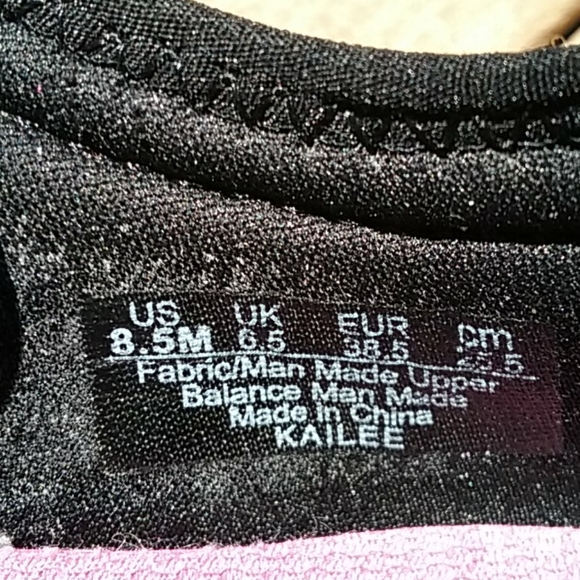 US UK EUR cm
8.5M 6.5 38.5
Fabric/Man Made Upper
Balance Man Made
Made in China
KAILEE